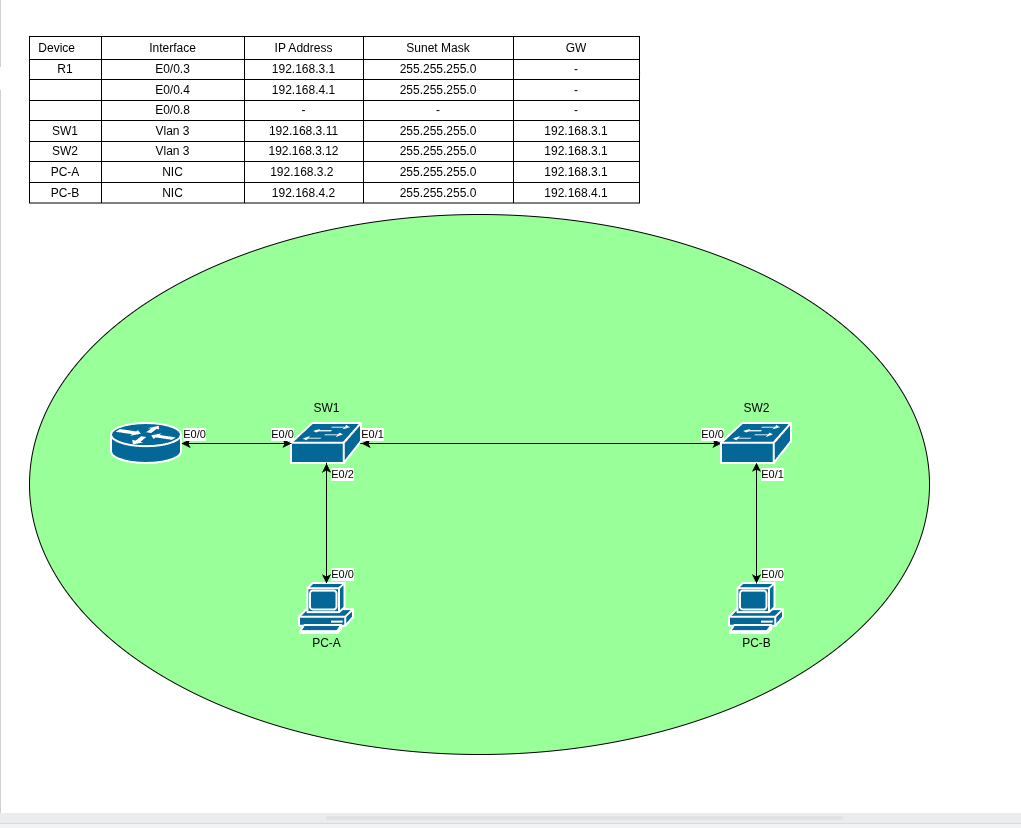 Device Interface IP Address Sunet Mask GW
R1 E0/0.3 192.168.3.1 255.255.255.0 -
E0/0.4 192.168.4.1 255.255.255.0 -
E0/0.8 - - -
SW1 Vlan 3 192.168.3.11 255.255.255.0 192.168.3.1
SW2 Vlan 3 192.168.3.12 255.255.255.0 192.168.3.1
PC-A NIC 192.168.3.2 255.255.255.0 192.168.3.1
PC-B NIC 192.168.4.2 255.255.255.0 192.168.4.1
SW1 SW2
E0/0 E0/0 E0/1 E0/0
E0/2 E0/1
E0/0 E0/0
PC-A PC-B